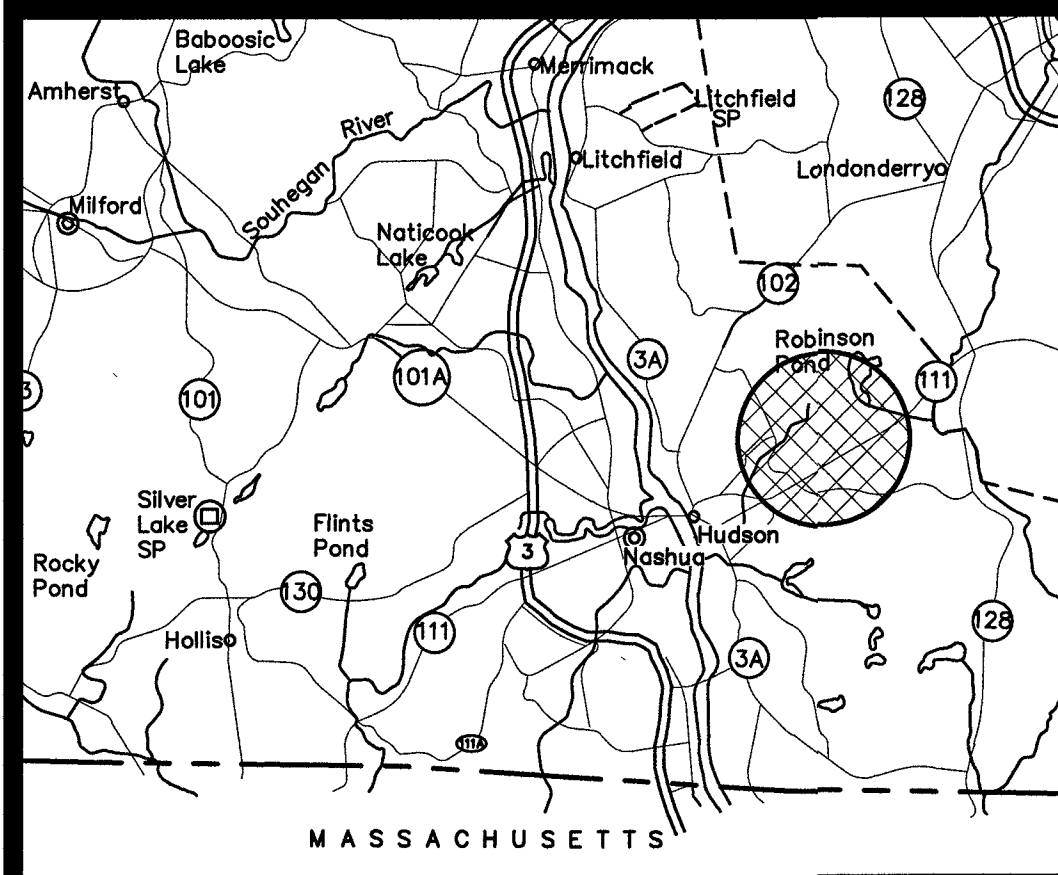 Baboosic
Lake
Merrimack
Amherst
Litchfield
SP
128
Souhegan River
Litchfield
Londonderry
Milford
Naticook
Lake
102
Robinson
Pond
3A
101A
111
3
101
Silver
Lake
SP
Flints
Pond
Rocky
Pond
3
Hudson
Nashua
130
111
128
Hollis
3A
111A
MASSACHUSETTS